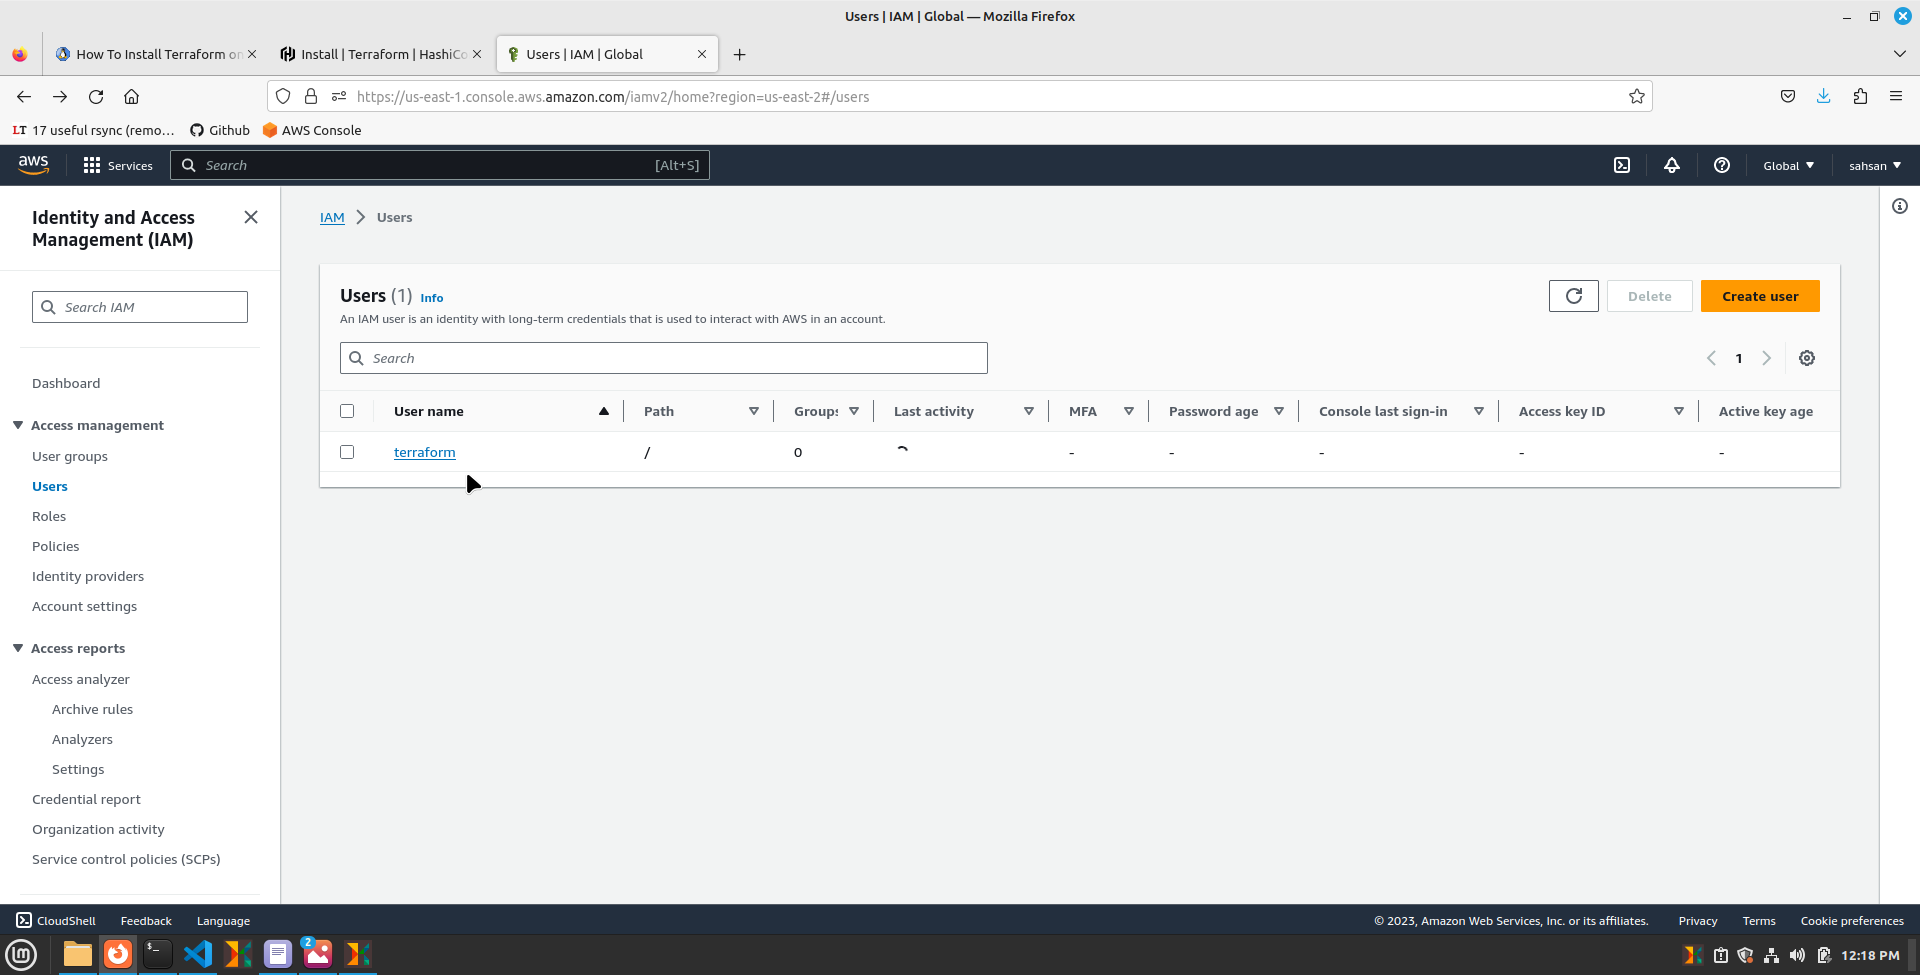 Users | IAM | Global — Mozilla Firefox
How To Install Terraform on
Install | Terraform | HashiCo
Users | IAM | Global
https://us-east-1.console.aws.amazon.com/iamv2/home?region=us-east-2#/users
LT 17 useful rsync (remo…
Github
AWS Console
aws
Services
Search
[Alt+S]
Global
sahsan
Identity and Access
Management (IAM)
Search IAM
Dashboard
Access management
User groups
Users
Roles
Policies
Identity providers
Account settings
Access reports
Access analyzer
Archive rules
Analyzers
Settings
Credential report
Organization activity
Service control policies (SCPs)
IAM > Users
Users (1) Info
Delete
Create user
An IAM user is an identity with long-term credentials that is used to interact with AWS in an account.
Search
1
User name Path Groups Last activity MFA Password age Console last sign-in Access key ID Active key age
terraform / 0 - - - - -
CloudShell Feedback Language
© 2023, Amazon Web Services, Inc. or its affiliates. Privacy Terms Cookie preferences
2
12:18 PM